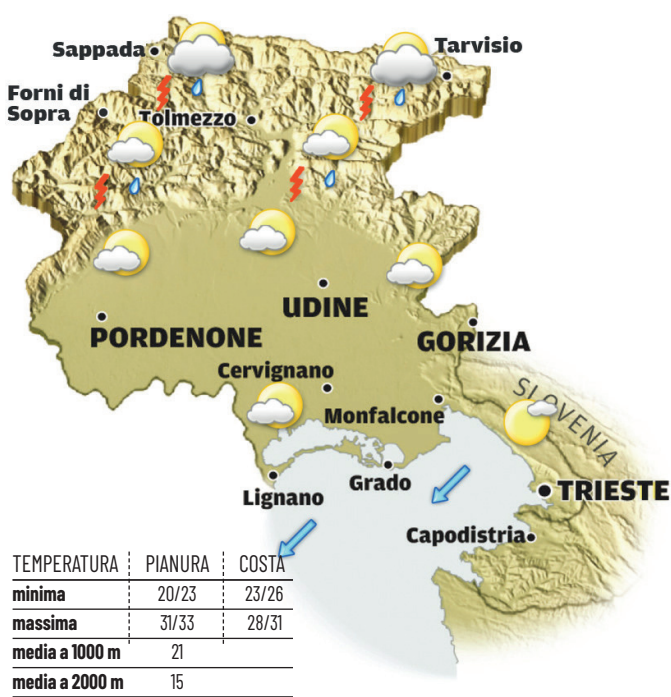 Sappada
Tarvisio
Forni di
Sopra
Tolmezzo
UDINE
PORDENONE
GORIZIA
Cervignano
SLOVENIA
Monfalcone
Grado
Lignano
TRIESTE
Capodistria
TEMPERATURA PIANURA COSTA
minima 20/23 23/26
massima 31/33 28/31
media a 1000 m 21
media a 2000 m 15